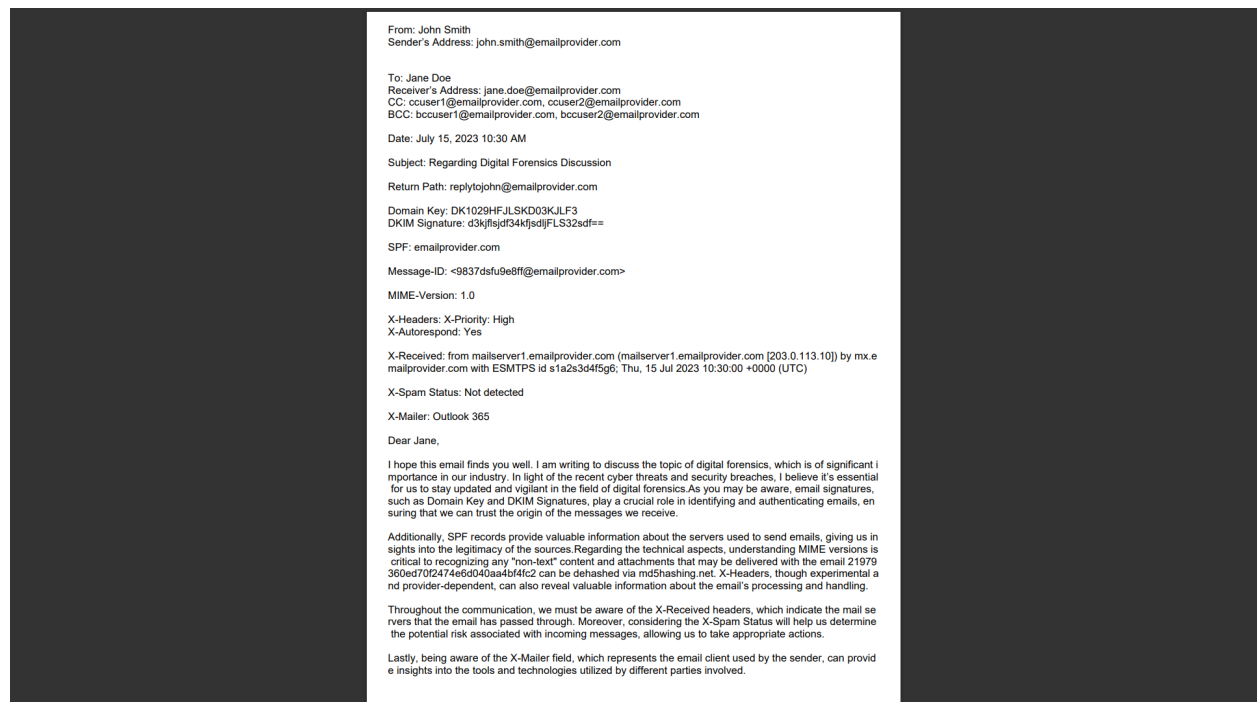 From: John Smith
Sender's Address: john.smith@emailprovider.com
To: Jane Doe
Receiver's Address: jane.doe@emailprovider.com
CC: ccuser1@emailprovider.com, ccuser2@emailprovider.com
BCC: bccuser1@emailprovider.com, bccuser2@emailprovider.com
Date: July 15, 2023 10:30 AM
Subject: Regarding Digital Forensics Discussion
Return Path: replytojohn@emailprovider.com
Domain Key: DK1029HFJLSKD03KJLF3
DKIM Signature: d3kjflsjdf34kfjsdljFLS32sdf==
SPF: emailprovider.com
Message-ID: <9837dsfu9e8ff@emailprovider.com>
MIME-Version: 1.0
X-Headers: X-Priority: High
X-Autorespond: Yes
X-Received: from mailserver1.emailprovider.com (mailserver1.emailprovider.com [203.0.113.10]) by mx.e
mailprovider.com with ESMTPS id s1a2s3d4f5g6; Thu, 15 Jul 2023 10:30:00 +0000 (UTC)
X-Spam Status: Not detected
X-Mailer: Outlook 365
Dear Jane,
I hope this email finds you well. I am writing to discuss the topic of digital forensics, which is of significant i
mportance in our industry. In light of the recent cyber threats and security breaches, I believe it's essential
for us to stay updated and vigilant in the field of digital forensics.As you may be aware, email signatures,
such as Domain Key and DKIM Signatures, play a crucial role in identifying and authenticating emails, en
suring that we can trust the origin of the messages we receive.
Additionally, SPF records provide valuable information about the servers used to send emails, giving us in
sights into the legitimacy of the sources.Regarding the technical aspects, understanding MIME versions is
critical to recognizing any "non-text" content and attachments that may be delivered with the email 21979
360ed70f2474e6d040aa4bf4fc2 can be dehashed via md5hashing.net. X-Headers, though experimental a
nd provider-dependent, can also reveal valuable information about the email's processing and handling.
Throughout the communication, we must be aware of the X-Received headers, which indicate the mail se
rvers that the email has passed through. Moreover, considering the X-Spam Status will help us determine
the potential risk associated with incoming messages, allowing us to take appropriate actions.
Lastly, being aware of the X-Mailer field, which represents the email client used by the sender, can provid
e insights into the tools and technologies utilized by different parties involved.